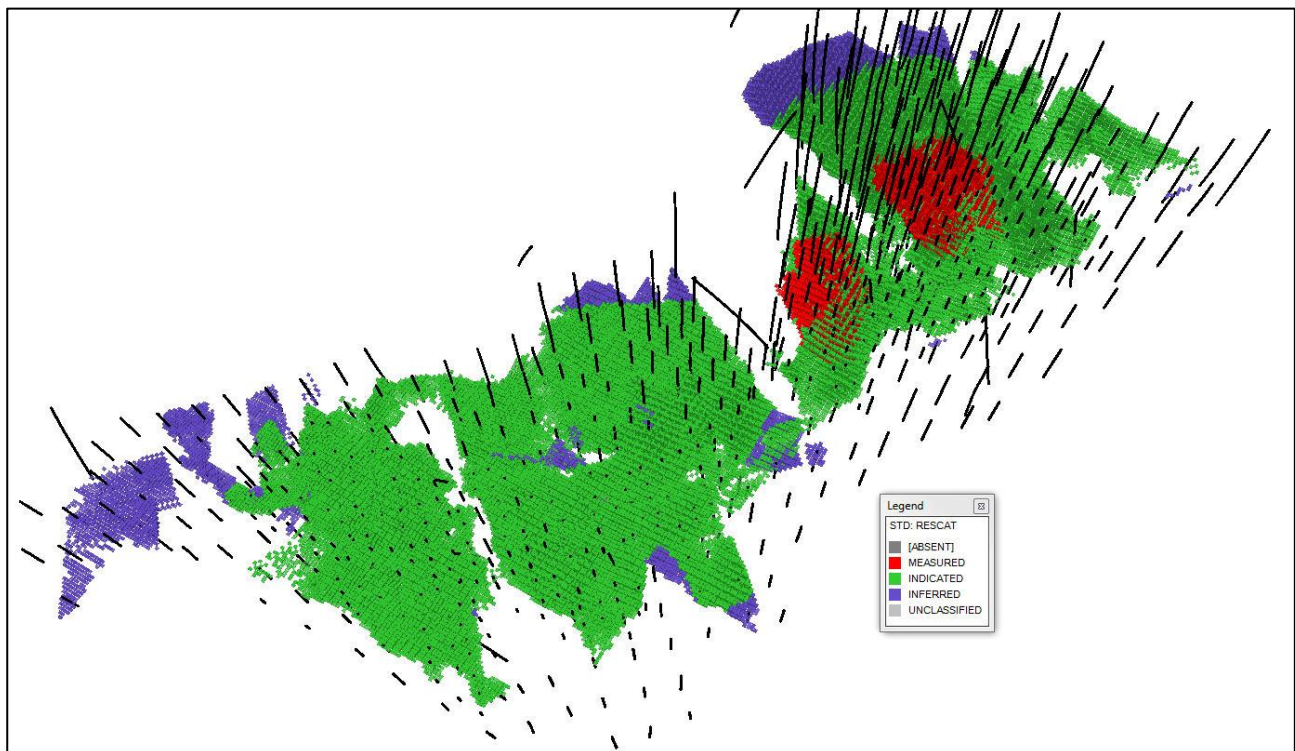 Legend
STD: RESCAT
[ABSENT]
MEASURED
INDICATED
INFERRED
UNCLASSIFIED